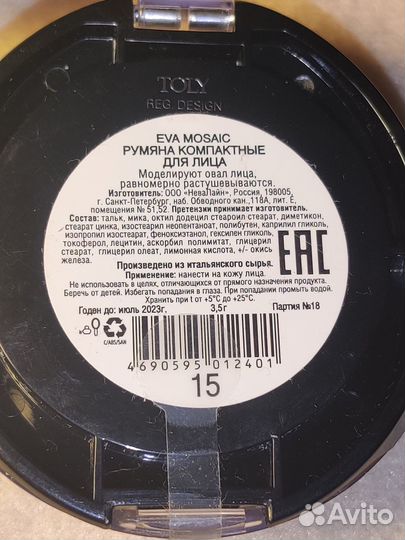 TOLY
REG DESIGN
EVA MOSAIC
РУМЯНА КОМПАКТНЫЕ
ДЛЯ ЛИЦА
Моделируют овал лица,
равномерно растушевываются.
Изготовитель: ООО «НеваЛайн», Россия, 198005,
г. Санкт-Петербург, наб. Обводного кан.,118А, лит. Е,
помещения № 51,52. Претензии принимает изготовитель.
Состав: тальк, мика, октил додецил стеароил стеарат, диметикон,
стеарат цинка, изостеарил неопентаноат, полибутен, каприлил гликоль,
изопропил изостеарат, феноксиэтанол, гексилен гликоль,
токоферол, лецитин, аскорбил полимитат, глицерил
стеарат, глицерил олеат, лимонная кислота, +/- окись
железа.
EAC
Произведено из итальянского сырья.
Применение: нанести на кожу лица.
Не использовать в целях, отличающихся от прямого назначения продукта.
Беречь от детей. Избегать попадания в глаза. При попадании промыть водой.
Хранить при t от +5°С до +25°С.
Годен до: июль 2023г. 3,5г Партия №18
C/ABS/SAN
4690595012401
15
Avito